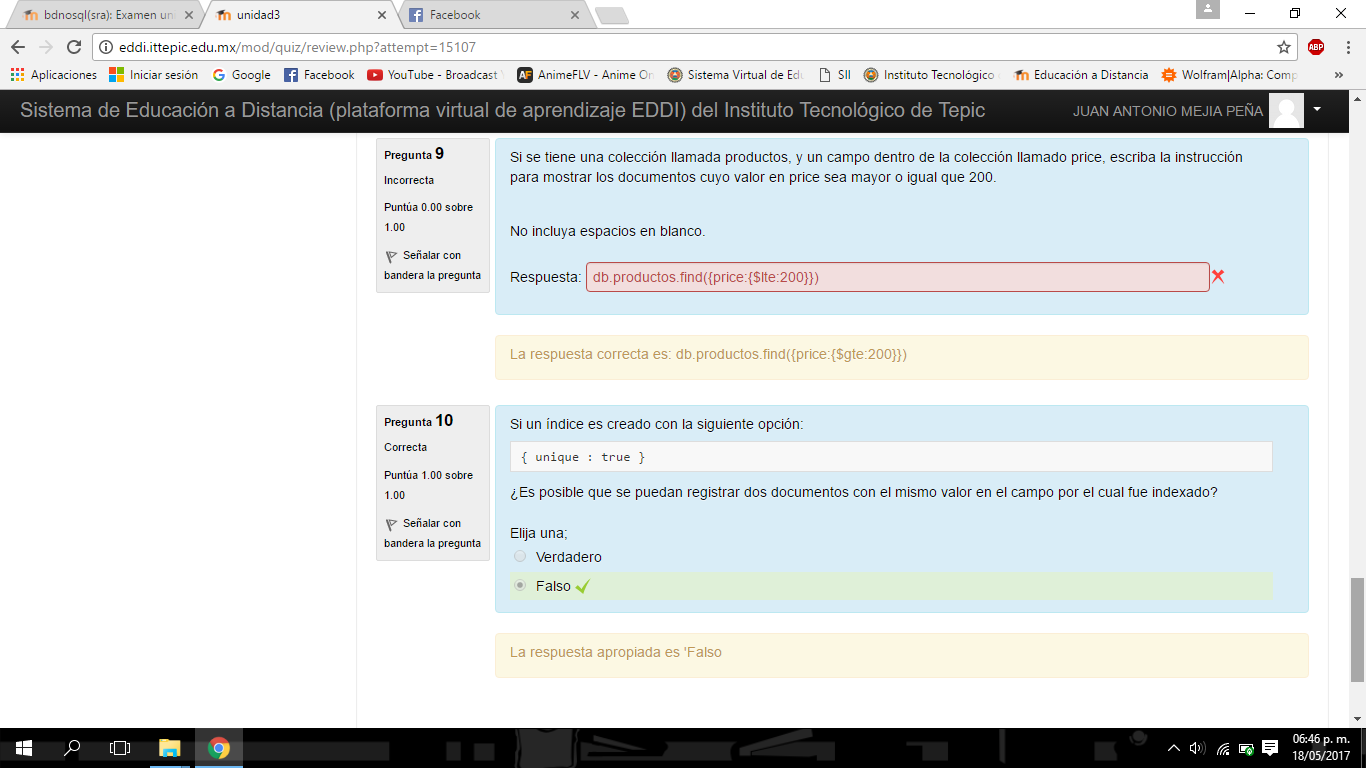 bdnosql(sra): Examen un
unidad3
Facebook
eddi.ittepic.edu.mx/mod/quiz/review.php?attempt=15107
ABP
Aplicaciones
Iniciar sesión
Google
Facebook
YouTube - Broadcast
AnimeFLV - Anime On
Sistema Virtual de Edu
SII
Instituto Tecnológico
Educación a Distancia
Wolfram|Alpha: Comp
»
Sistema de Educación a Distancia (plataforma virtual de aprendizaje EDDI) del Instituto Tecnológico de Tepic
JUAN ANTONIO MEJIA PEÑA
Pregunta 9
Incorrecta
Puntúa 0.00 sobre
1.00
Señalar con
bandera la pregunta
Si se tiene una colección llamada productos, y un campo dentro de la colección llamado price, escriba la instrucción
para mostrar los documentos cuyo valor en price sea mayor o igual que 200.
No incluya espacios en blanco.
Respuesta: db.productos.find({price:{$lte:200}})
La respuesta correcta es: db.productos.find({price:{$gte:200}})
Pregunta 10
Correcta
Puntúa 1.00 sobre
1.00
Señalar con
bandera la pregunta
Si un índice es creado con la siguiente opción:
{ unique : true }
¿Es posible que se puedan registrar dos documentos con el mismo valor en el campo por el cual fue indexado?
Elija una;
Verdadero
Falso
La respuesta apropiada es 'Falso
06:46 p. m.
18/05/2017